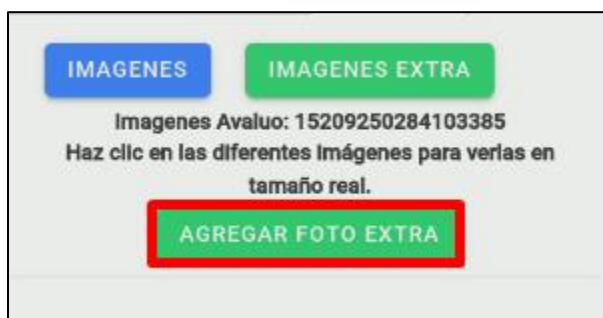 IMAGENES
IMAGENES EXTRA
Imagenes Avaluo: 15209250284103385
Haz clic en las diferentes imágenes para verlas en
tamaño real.
AGREGAR FOTO EXTRA